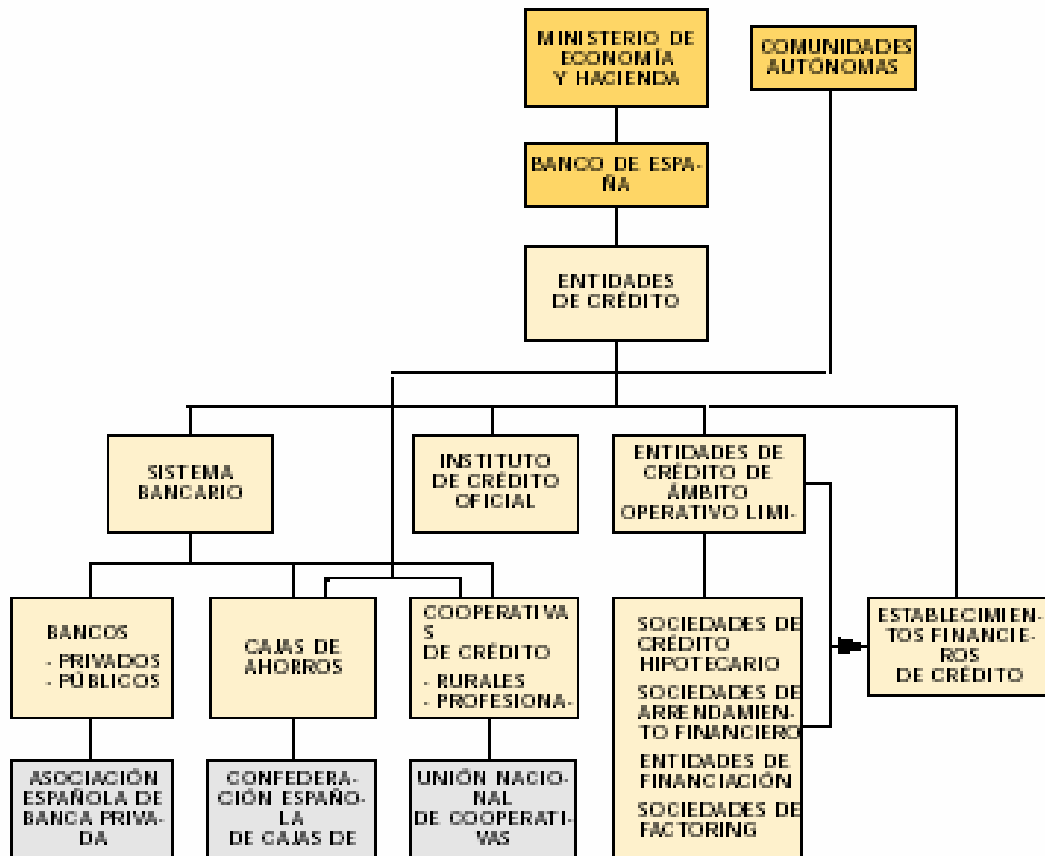 MINISTERIO DE
ECONOMÍA
Y HACIENDA
COMUNIDADES
AUTÓNOMAS
BANCO DE ESPA-
ÑA
ENTIDADES
DE CRÉDITO
SISTEMA
BANCARIO
INSTITUTO
DE CRÉDITO
OFICIAL
ENTIDADES DE
CRÉDITO DE
ÁMBITO
OPERATIVO LIMI-
BANCOS
- PRIVADOS
- PÚBLICOS
CAJAS DE
AHORROS
COOPERATIVA
S
DE CRÉDITO
- RURALES
- PROFESIONA-
SOCIEDADES DE
CRÉDITO
HIPOTECARIO
SOCIEDADES DE
ARRENDAMIEN-
TO FINANCIERO
ENTIDADES DE
FINANCIACIÓN
SOCIEDADES DE
FACTORING
ESTABLECIMIEN-
TOS FINANCIE-
ROS
DE CRÉDITO
ASOCIACIÓN
ESPAÑOLA DE
BANCA PRIVA-
DA
CONFEDERA-
CIÓN ESPAÑO-
LA
DE CAJAS DE
UNIÓN NACIO-
NAL
DE COOPERATI-
VAS